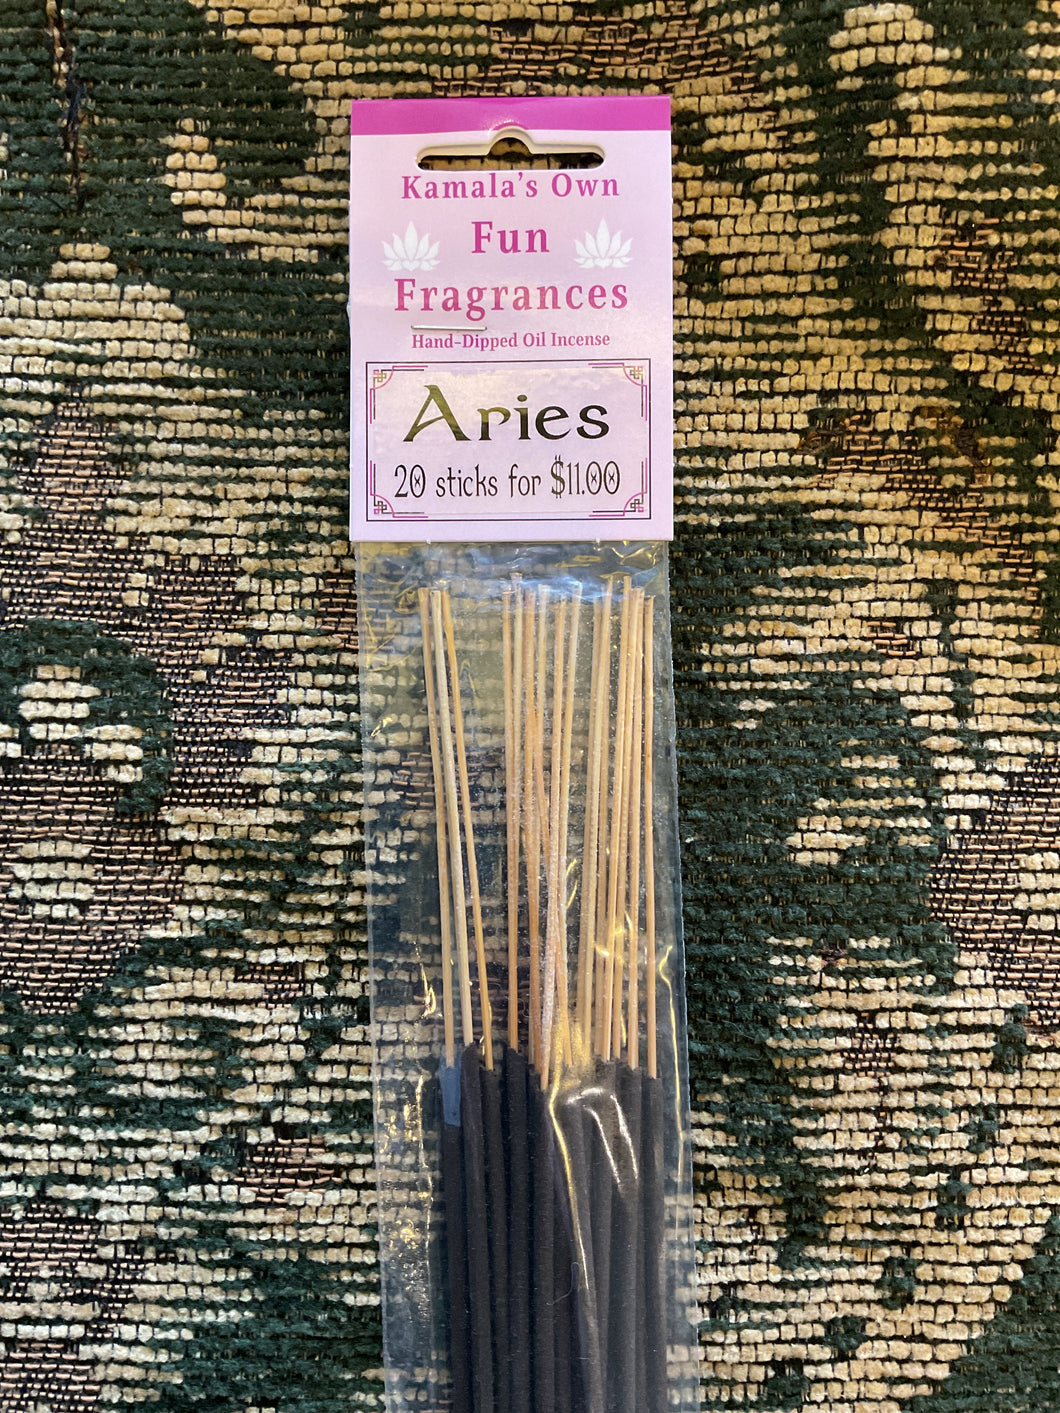 Kamala's Own
Fun
Fragrances
Hand-Dipped Oil Incense
Aries
20 sticks for $11.00